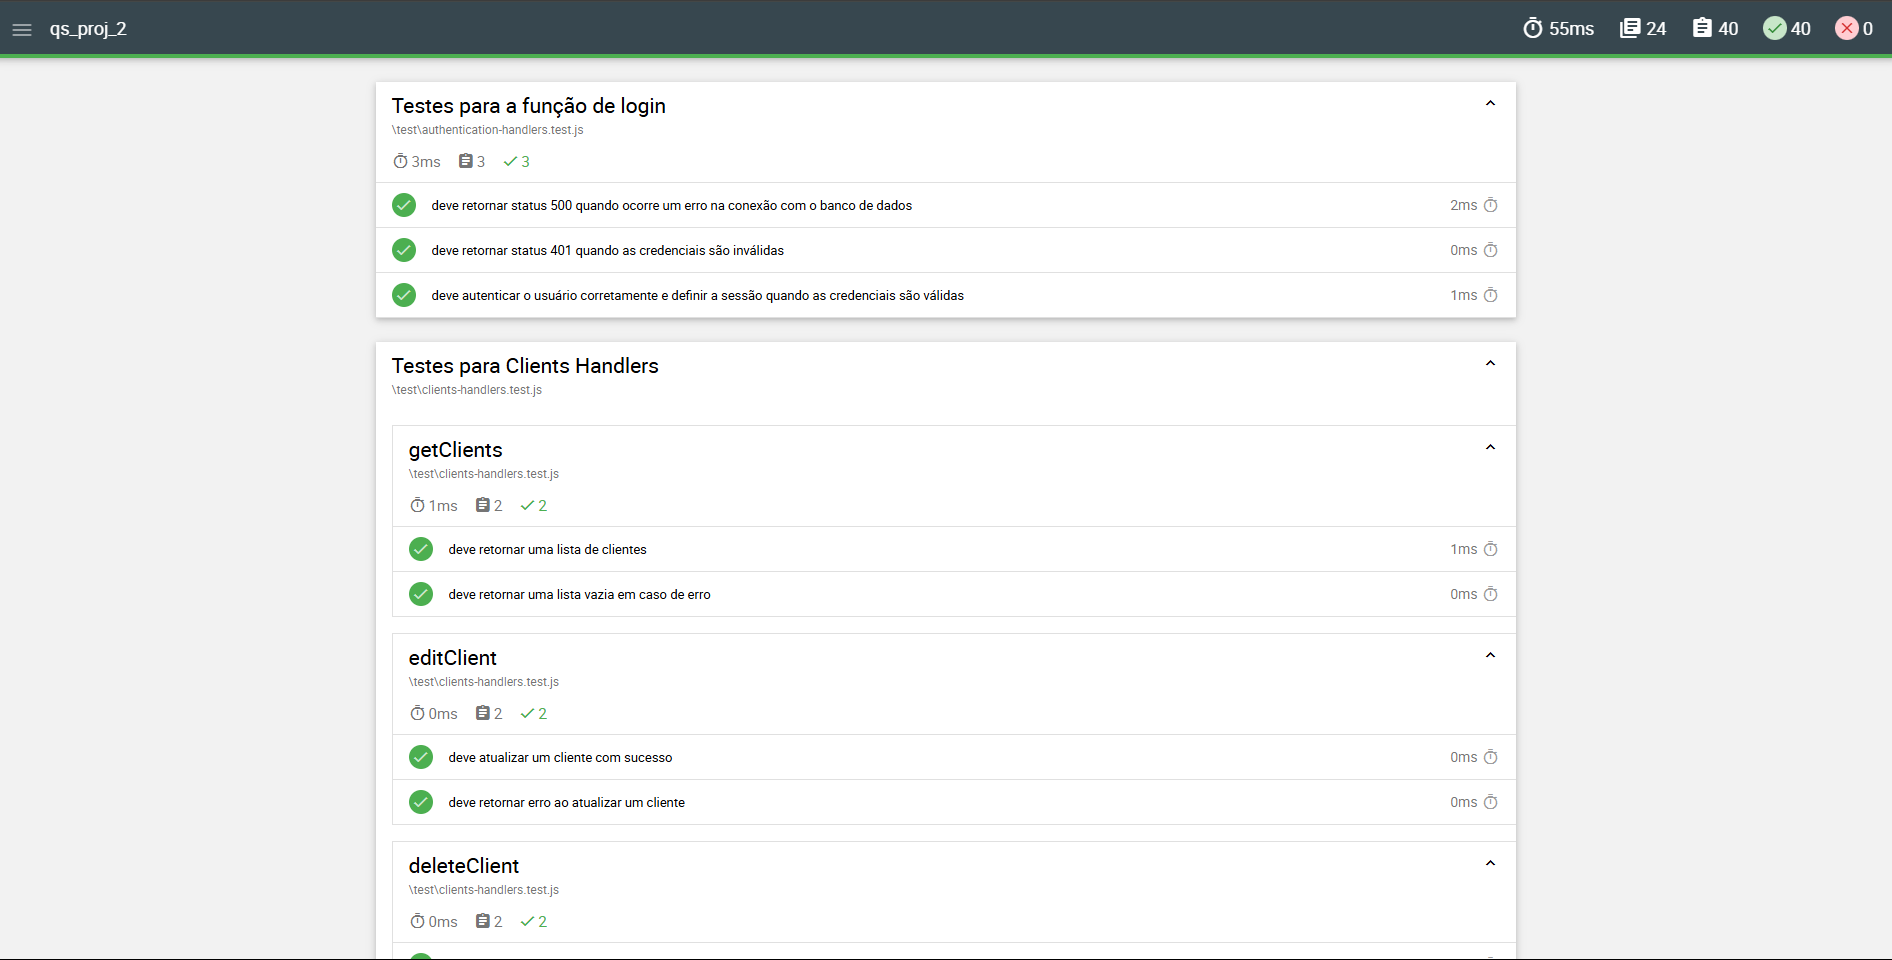 qs_proj_2 55ms 24 40 40 0
Testes para a função de login
\test\authentication-handlers.test.js
3ms 3 3
deve retornar status 500 quando ocorre um erro na conexão com o banco de dados 2ms
deve retornar status 401 quando as credenciais são inválidas 0ms
deve autenticar o usuário corretamente e definir a sessão quando as credenciais são válidas 1ms
Testes para Clients Handlers
\test\clients-handlers.test.js
getClients
\test\clients-handlers.test.js
1ms 2 2
deve retornar uma lista de clientes 1ms
deve retornar uma lista vazia em caso de erro 0ms
editClient
\test\clients-handlers.test.js
0ms 2 2
deve atualizar um cliente com sucesso 0ms
deve retornar erro ao atualizar um cliente 0ms
deleteClient
\test\clients-handlers.test.js
0ms 2 2